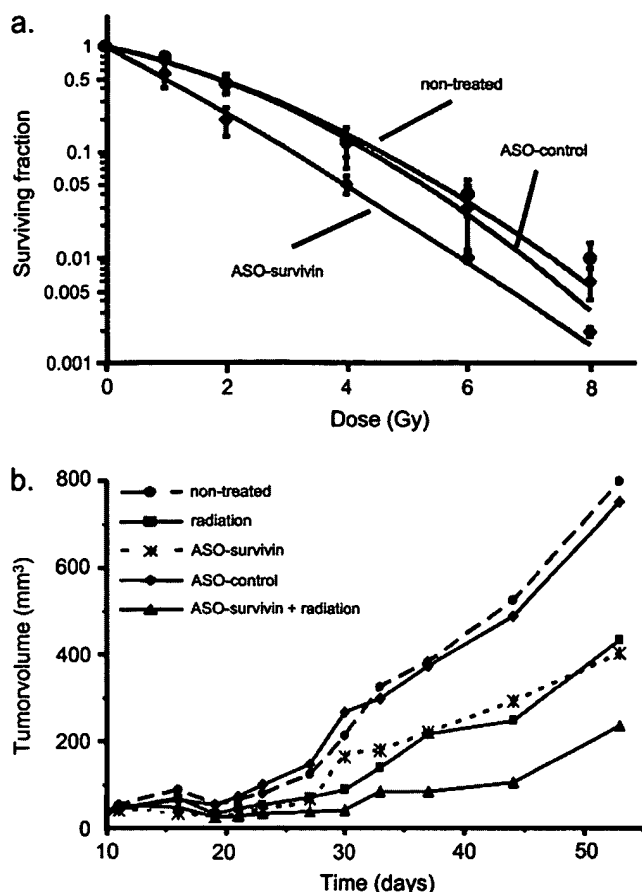 a.
1
0.5
0.1
0.05
0.01
0.005
0.001
Surviving fraction
non-treated
ASO-control
ASO-survivin
0 2 4 6 8
Dose (Gy)
b.
800
600
400
200
0
Tumorvolume (mm³)
non-treated
radiation
ASO-survivin
ASO-control
ASO-survivin + radiation
10 20 30 40 50
Time (days)